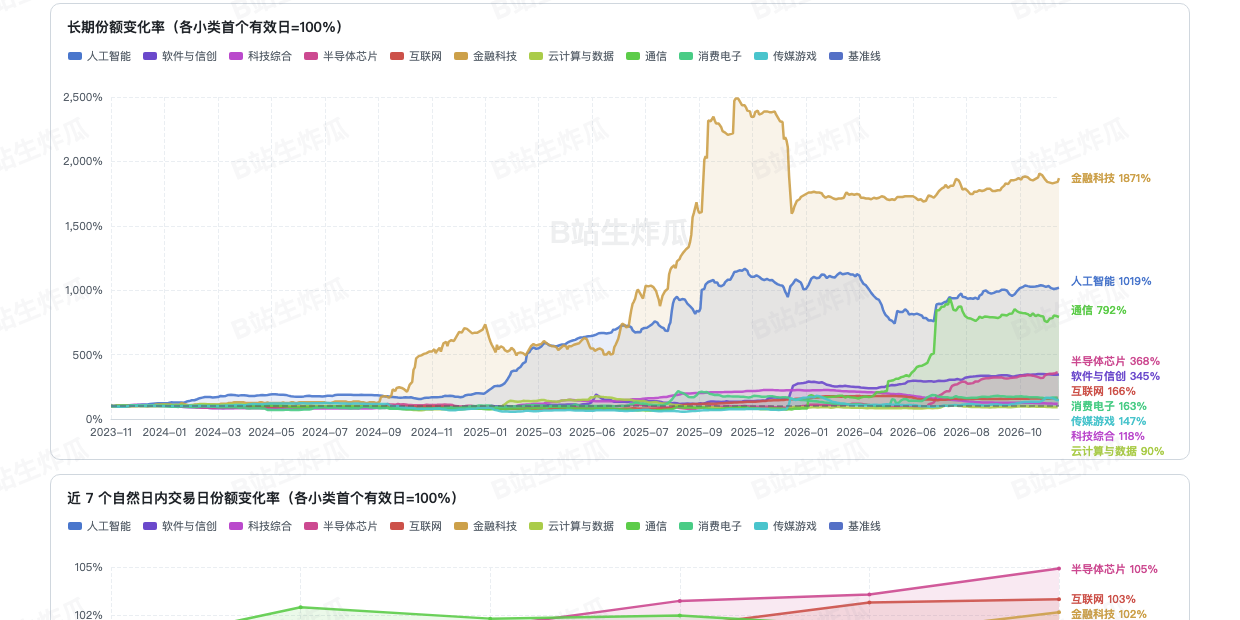 长期份额变化率（各小类首个有效日=100%）
人工智能 软件与信创 科技综合 半导体芯片 互联网 金融科技 云计算与数据 通信 消费电子 传媒游戏 基准线
2,500%
2,000%
1,500%
1,000%
500%
0%
金融科技 1871%
人工智能 1019%
通信 792%
半导体芯片 368%
软件与信创 345%
互联网 166%
消费电子 163%
传媒游戏 147%
科技综合 118%
云计算与数据 90%
2023-11 2024-01 2024-03 2024-05 2024-07 2024-09 2024-11 2025-01 2025-03 2025-06 2025-07 2025-09 2025-12 2026-01 2026-04 2026-06 2026-08 2026-10
B站生炸瓜
近 7 个自然日内交易日份额变化率（各小类首个有效日=100%）
人工智能 软件与信创 科技综合 半导体芯片 互联网 金融科技 云计算与数据 通信 消费电子 传媒游戏 基准线
105%
102%
半导体芯片 105%
互联网 103%
金融科技 102%